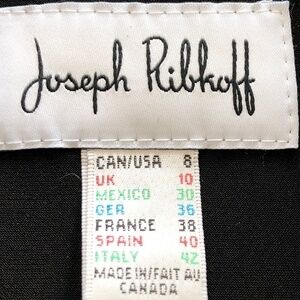 Joseph Ribkoff
CAN/USA 8
UK 10
MEXICO 30
GER 36
FRANCE 38
SPAIN 40
ITALY 42
MADE IN/FAIT AU
CANADA